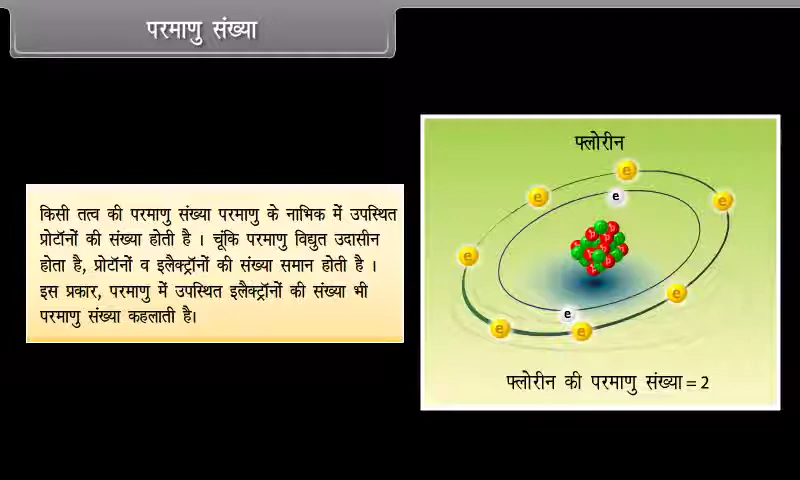 परमाणु संख्या
किसी तत्व की परमाणु संख्या परमाणु के नाभिक में उपस्थित
प्रोटॉनों की संख्या होती है । चूंकि परमाणु विद्युत उदासीन
होता है, प्रोटॉनों व इलैक्ट्रॉनों की संख्या समान होती है ।
इस प्रकार, परमाणु में उपस्थित इलैक्ट्रॉनों की संख्या भी
परमाणु संख्या कहलाती है।
फ्लोरीन
e
e
e
e
e
p
p
p
p
p
e
e
e
e
फ्लोरीन की परमाणु संख्या = 2